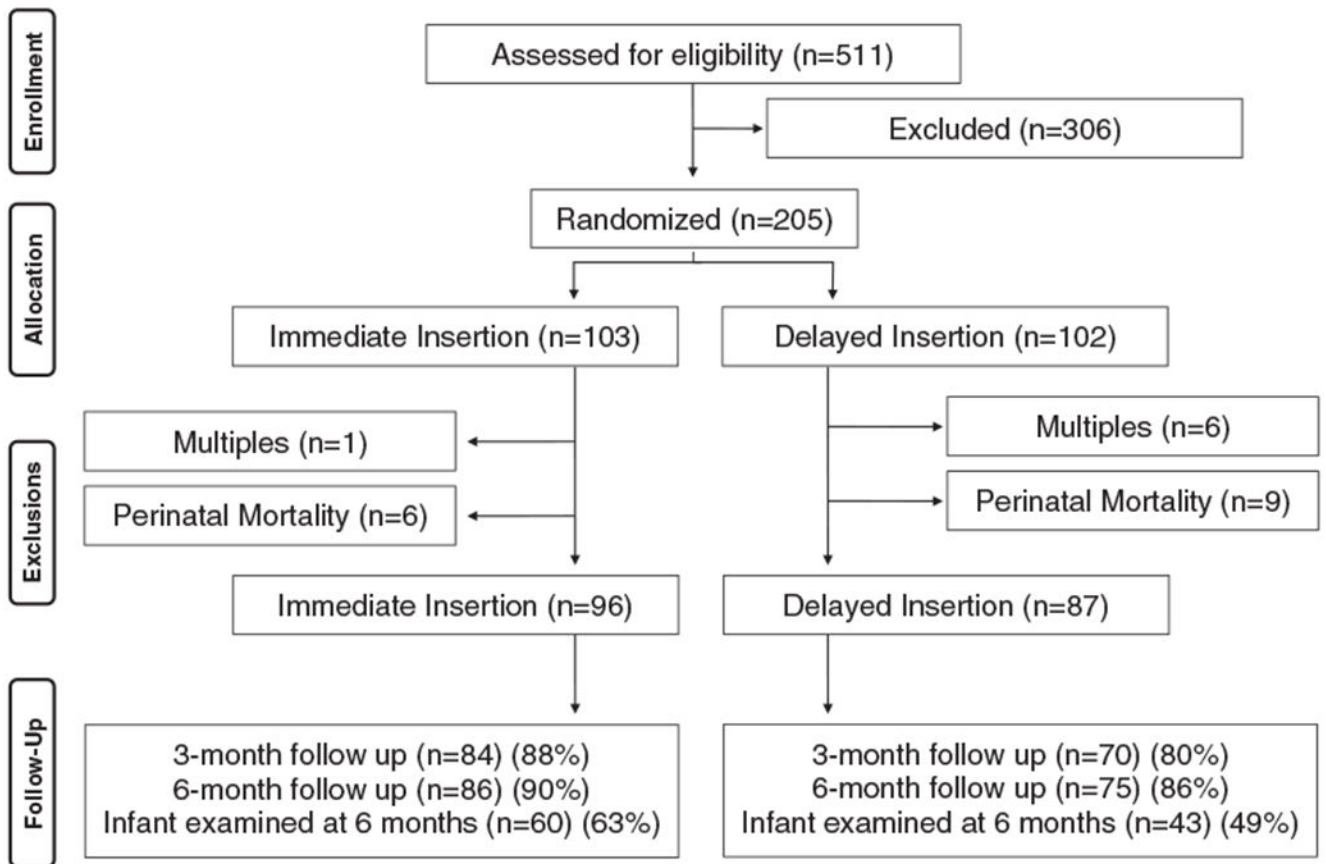 Enrollment
Assessed for eligibility (n=511)
Excluded (n=306)
Allocation
Randomized (n=205)
Immediate Insertion (n=103)
Delayed Insertion (n=102)
Exclusions
Multiples (n=1)
Perinatal Mortality (n=6)
Multiples (n=6)
Perinatal Mortality (n=9)
Immediate Insertion (n=96)
Delayed Insertion (n=87)
Follow-Up
3-month follow up (n=84) (88%)
6-month follow up (n=86) (90%)
Infant examined at 6 months (n=60) (63%)
3-month follow up (n=70) (80%)
6-month follow up (n=75) (86%)
Infant examined at 6 months (n=43) (49%)